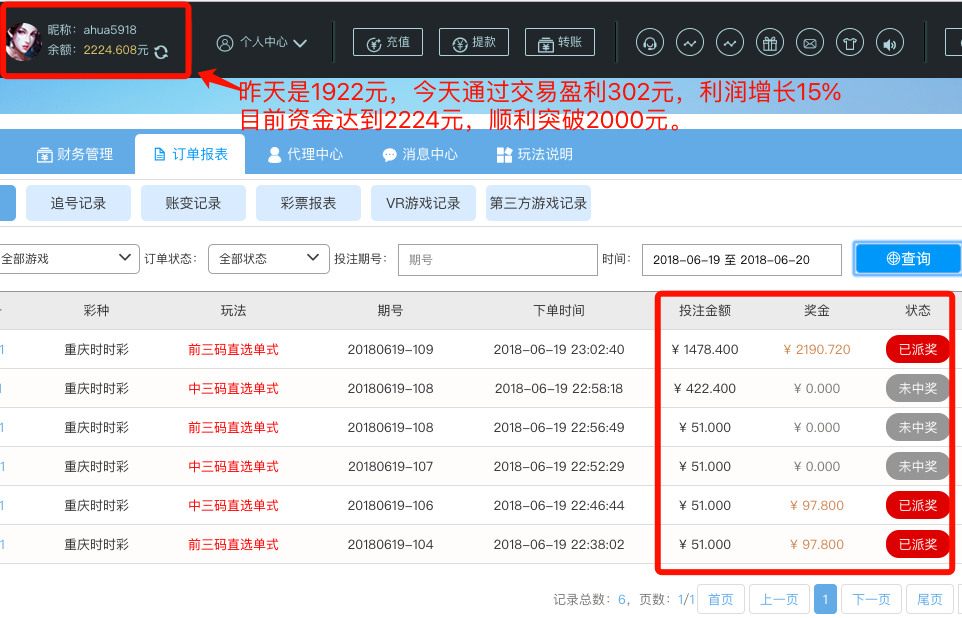 昵称：ahua5918
余额：2224.608元
个人中心
充值
提款
转账
昨天是1922元，今天通过交易盈利302元，利润增长15%
目前资金达到2224元，顺利突破2000元。
财务管理 订单报表 代理中心 消息中心 玩法说明
追号记录 账变记录 彩票报表 VR游戏记录 第三方游戏记录
全部游戏 订单状态： 全部状态 投注期号： 期号 时间： 2018-06-19 至 2018-06-20 查询
彩种 玩法 期号 下单时间 投注金额 奖金 状态
1 重庆时时彩 前三码直选单式 20180619-109 2018-06-19 23:02:40 ¥ 1478.400 ¥ 2190.720 已派奖
重庆时时彩 中三码直选单式 20180619-108 2018-06-19 22:58:18 ¥ 422.400 ¥ 0.000 未中奖
1 重庆时时彩 前三码直选单式 20180619-108 2018-06-19 22:56:49 ¥ 51.000 ¥ 0.000 未中奖
1 重庆时时彩 中三码直选单式 20180619-107 2018-06-19 22:52:29 ¥ 51.000 ¥ 0.000 未中奖
1 重庆时时彩 中三码直选单式 20180619-106 2018-06-19 22:46:44 ¥ 51.000 ¥ 97.800 已派奖
1 重庆时时彩 前三码直选单式 20180619-104 2018-06-19 22:38:02 ¥ 51.000 ¥ 97.800 已派奖
记录总数：6，页数：1/1 首页 上一页 1 下一页 尾页